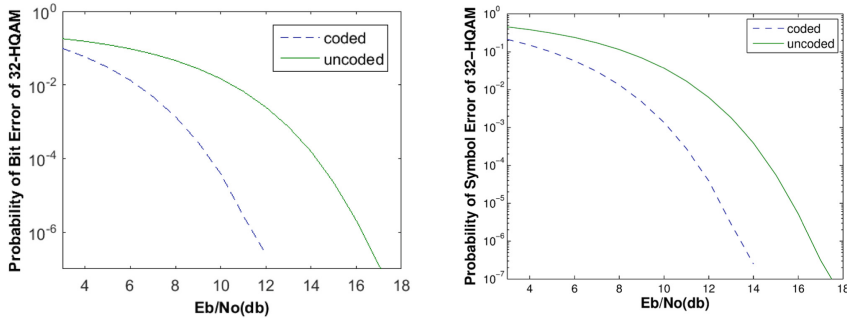 Probability of Bit Error of 32-HQAM
10^0
10^-2
10^-4
10^-6
4 6 8 10 12 14 16 18
Eb/No(db)
coded
uncoded
Probability of Symbol Error of 32-HQAM
10^0
10^-1
10^-2
10^-3
10^-4
10^-5
10^-6
10^-7
4 6 8 10 12 14 16 18
Eb/No(db)
coded
uncoded